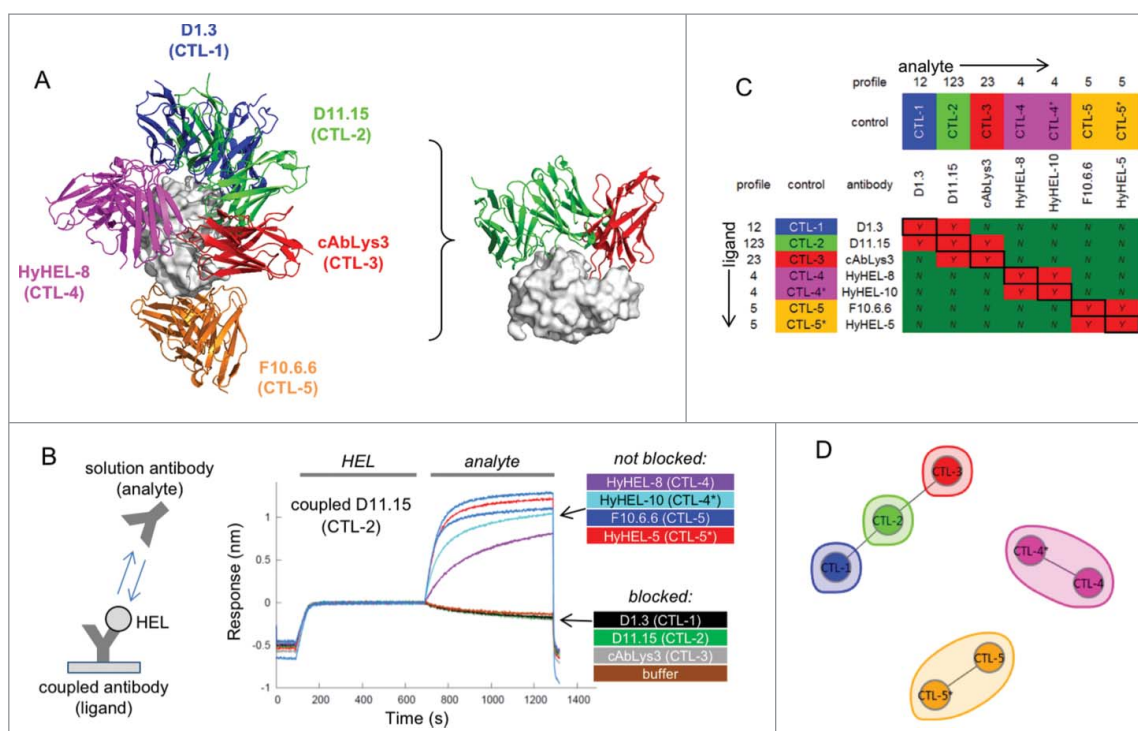 A
D1.3
(CTL-1)
D11.15
(CTL-2)
cAbLys3
(CTL-3)
HyHEL-8
(CTL-4)
F10.6.6
(CTL-5)
C
analyte
profile 12 123 23 4 4 5 5
control CTL-1 CTL-2 CTL-3 CTL-4 CTL-4* CTL-5 CTL-5*
profile control antibody D1.3 D11.15 cAbLys3 HyHEL-8 HyHEL-10 F10.6.6 HyHEL-5
ligand
12 CTL-1 D1.3 Y Y N N N N N
123 CTL-2 D11.15 Y Y Y N N N N
23 CTL-3 cAbLys3 N Y Y N N N N
4 CTL-4 HyHEL-8 N N N Y Y N N
4 CTL-4* HyHEL-10 N N N Y Y N N
5 CTL-5 F10.6.6 N N N N N Y Y
5 CTL-5* HyHEL-5 N N N N N Y Y
B
solution antibody
(analyte)
HEL
coupled antibody
(ligand)
HEL analyte
coupled D11.15
(CTL-2)
Response (nm)
1
0.5
0
-0.5
-1
0 200 400 600 800 1000 1200 1400
Time (s)
not blocked:
HyHEL-8 (CTL-4)
HyHEL-10 (CTL-4*)
F10.6.6 (CTL-5)
HyHEL-5 (CTL-5*)
blocked:
D1.3 (CTL-1)
D11.15 (CTL-2)
cAbLys3 (CTL-3)
buffer
D
CTL-3
CTL-2
CTL-1
CTL-4*
CTL-4
CTL-5
CTL-5*